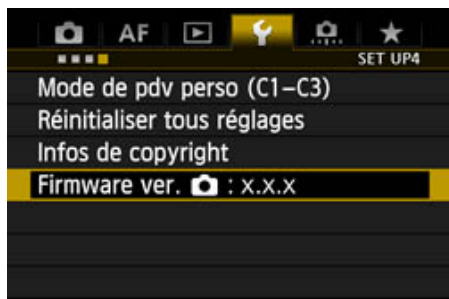 AF
SET UP4
Mode de pdv perso (C1–C3)
Réinitialiser tous réglages
Infos de copyright
Firmware ver. : x.x.x